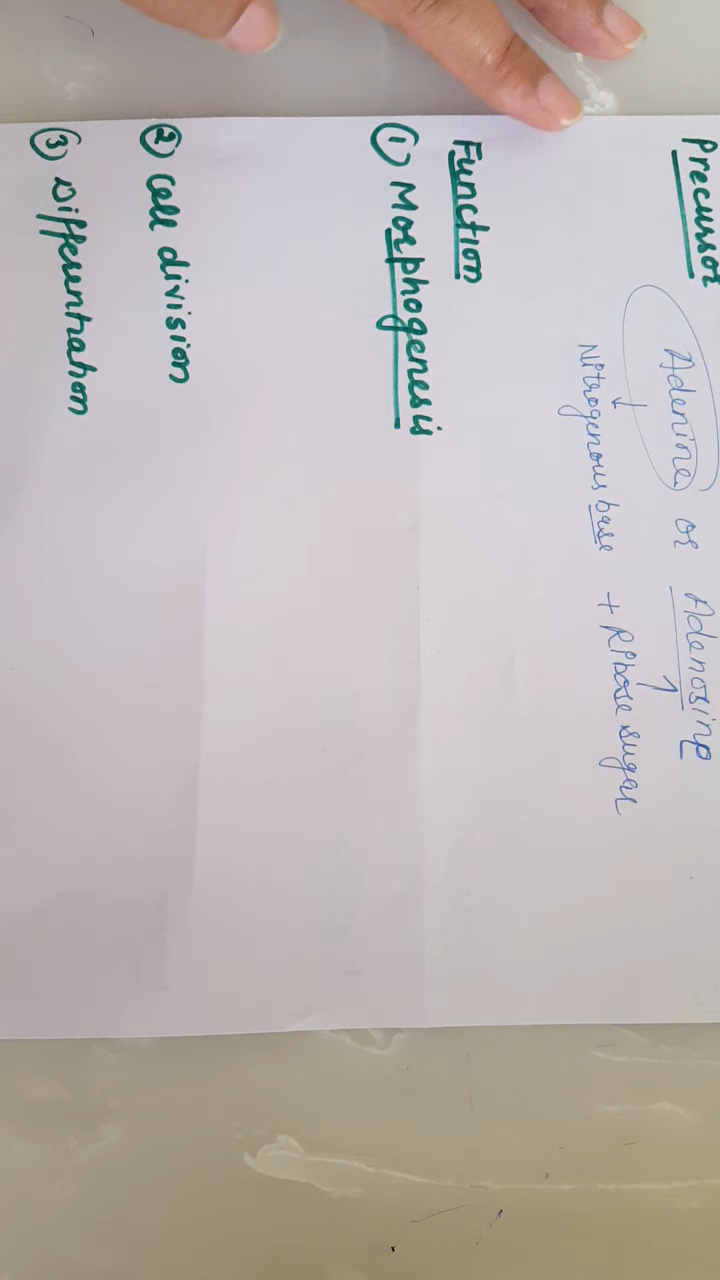 Precursor
Adenine or Adenosine
↓ ↑
Nitrogenous base + Ribose sugar
Function
① Morphogenesis
② Cell division
③ Differentiation